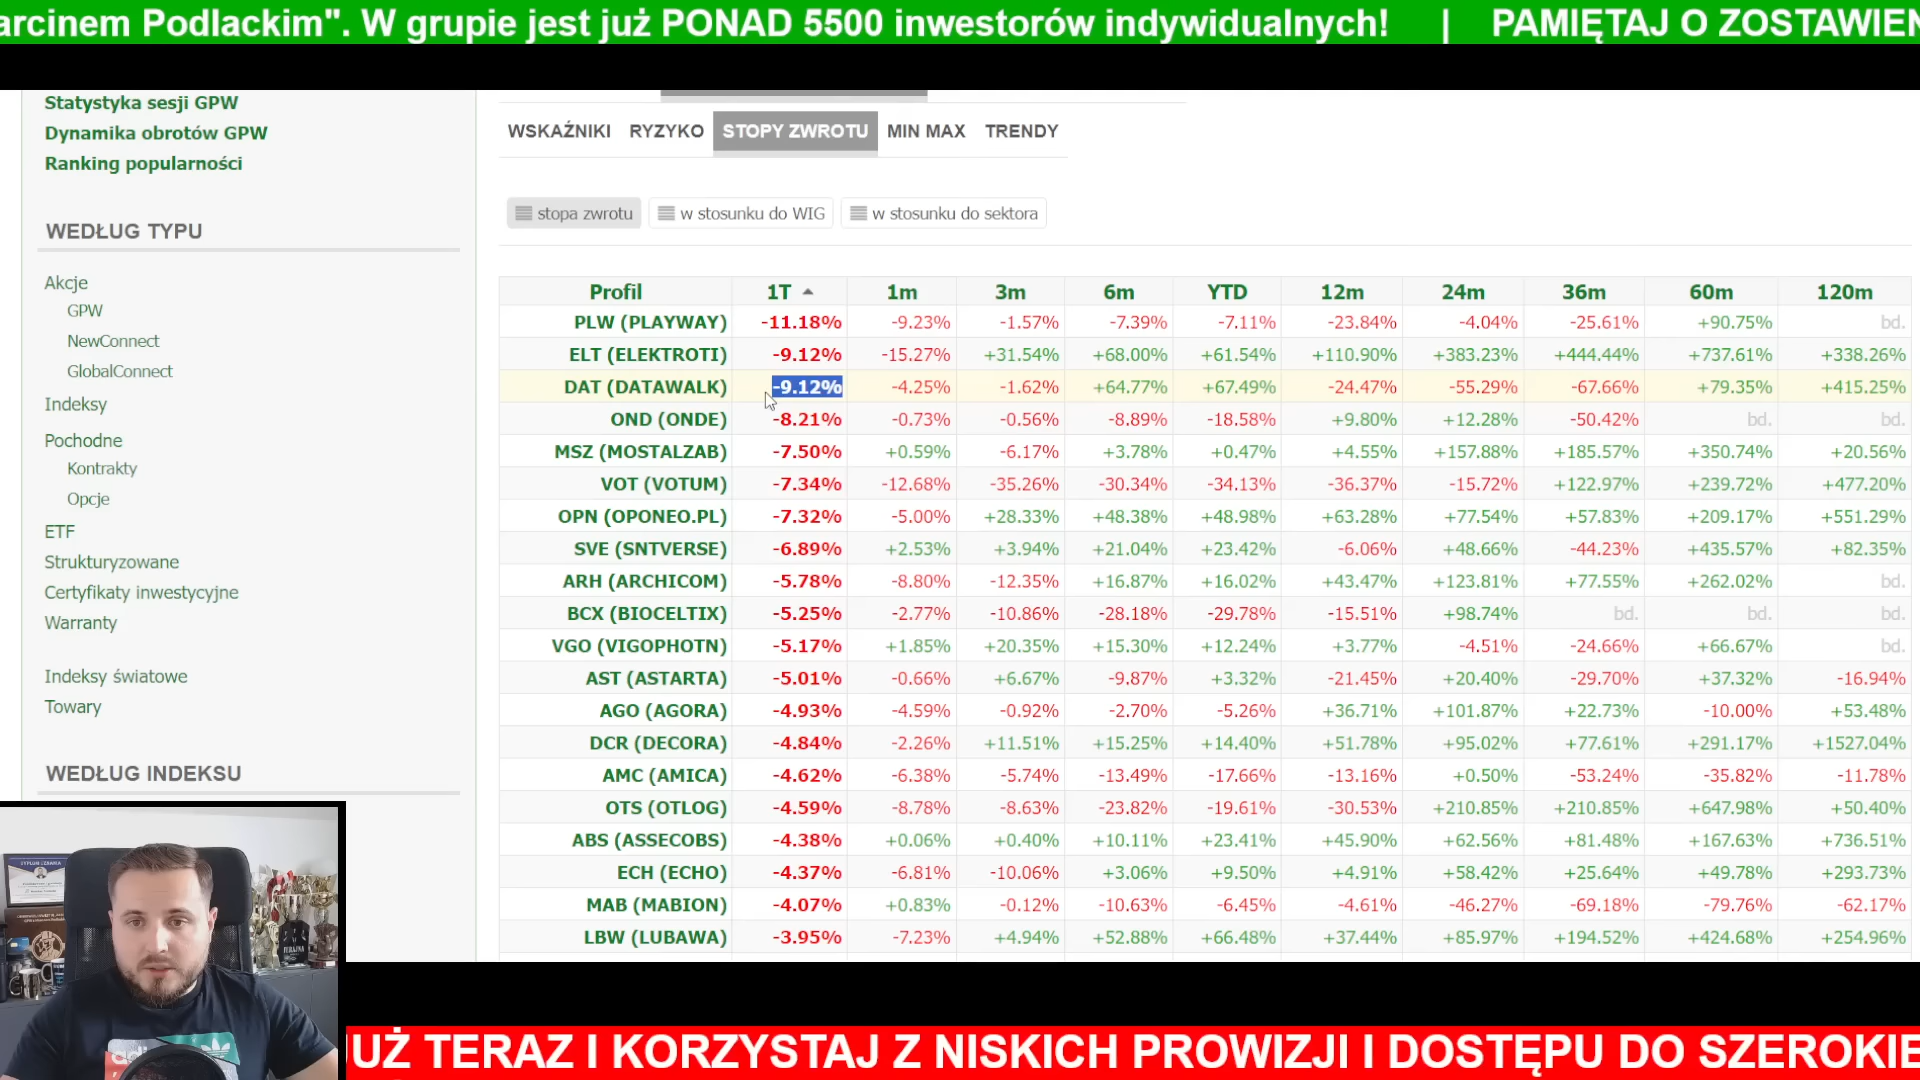 arcinem Podlackim". W grupie jest już PONAD 5500 inwestorów indywidualnych! | PAMIĘTAJ O ZOSTAWIEN
Statystyka sesji GPW
Dynamika obrotów GPW
Ranking popularności
WEDŁUG TYPU
Akcje
GPW
NewConnect
GlobalConnect
Indeksy
Pochodne
Kontrakty
Opcje
ETF
Strukturyzowane
Certyfikaty inwestycyjne
Warranty
Indeksy światowe
Towary
WEDŁUG INDEKSU
WSKAŹNIKI RYZYKO STOPY ZWROTU MIN MAX TRENDY
stopa zwrotu w stosunku do WIG w stosunku do sektora
Profil 1T 1m 3m 6m YTD 12m 24m 36m 60m 120m
PLW (PLAYWAY) -11.18% -9.23% -1.57% -7.39% -7.11% -23.84% -4.04% -25.61% +90.75% bd.
ELT (ELEKTROTI) -9.12% -15.27% +31.54% +68.00% +61.54% +110.90% +383.23% +444.44% +737.61% +338.26%
DAT (DATAWALK) -9.12% -4.25% -1.62% +64.77% +67.49% -24.47% -55.29% -67.66% +79.35% +415.25%
OND (ONDE) -8.21% -0.73% -0.56% -8.89% -18.58% +9.80% +12.28% -50.42% bd. bd.
MSZ (MOSTALZAB) -7.50% +0.59% -6.17% +3.78% +0.47% +4.55% +157.88% +185.57% +350.74% +20.56%
VOT (VOTUM) -7.34% -12.68% -35.26% -30.34% -34.13% -36.37% -15.72% +122.97% +239.72% +477.20%
OPN (OPONEO.PL) -7.32% -5.00% +28.33% +48.38% +48.98% +63.28% +77.54% +57.83% +209.17% +551.29%
SVE (SNTVERSE) -6.89% +2.53% +3.94% +21.04% +23.42% -6.06% +48.66% -44.23% +435.57% +82.35%
ARH (ARCHICOM) -5.78% -8.80% -12.35% +16.87% +16.02% +43.47% +123.81% +77.55% +262.02% bd.
BCX (BIOCELTIX) -5.25% -2.77% -10.86% -28.18% -29.78% -15.51% +98.74% bd. bd. bd.
VGO (VIGOPHOTN) -5.17% +1.85% +20.35% +15.30% +12.24% +3.77% -4.51% -24.66% +66.67% bd.
AST (ASTARTA) -5.01% -0.66% +6.67% -9.87% +3.32% -21.45% +20.40% -29.70% +37.32% -16.94%
AGO (AGORA) -4.93% -4.59% -0.92% -2.70% -5.26% +36.71% +101.87% +22.73% -10.00% +53.48%
DCR (DECORA) -4.84% -2.26% +11.51% +15.25% +14.40% +51.78% +95.02% +77.61% +291.17% +1527.04%
AMC (AMICA) -4.62% -6.38% -5.74% -13.49% -17.66% -13.16% +0.50% -53.24% -35.82% -11.78%
OTS (OTLOG) -4.59% -8.78% -8.63% -23.82% -19.61% -30.53% +210.85% +210.85% +647.98% +50.40%
ABS (ASSECOBS) -4.38% +0.06% +0.40% +10.11% +23.41% +45.90% +62.56% +81.48% +167.63% +736.51%
ECH (ECHO) -4.37% -6.81% -10.06% +3.06% +9.50% +4.91% +58.42% +25.64% +49.78% +293.73%
MAB (MABION) -4.07% +0.83% -0.12% -10.63% -6.45% -4.61% -46.27% -69.18% -79.76% -62.17%
LBW (LUBAWA) -3.95% -7.23% +4.94% +52.88% +66.48% +37.44% +85.97% +194.52% +424.68% +254.96%
UŻ TERAZ I KORZYSTAJ Z NISKICH PROWIZJI I DOSTĘPU DO SZEROKIE